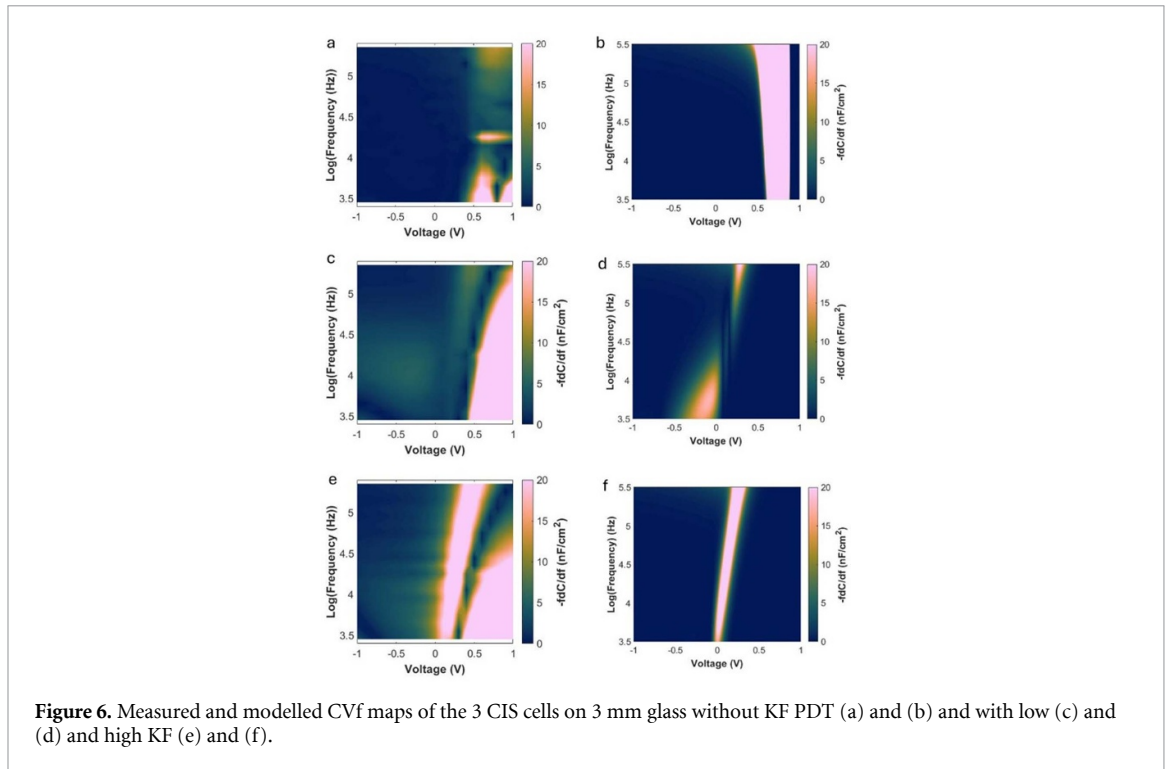 a
Log(Frequency (Hz))
5
4.5
4
3.5
-1 -0.5 0 0.5 1
Voltage (V)
20
15
10
5
0
-fdC/df (nF/cm²)
b
Log(Frequency) (Hz)
5.5
5
4.5
4
3.5
-1 -0.5 0 0.5 1
Voltage (V)
20
15
10
5
0
-fdC/df (nF/cm²)
c
Log(Frequency (Hz))
5
4.5
4
3.5
-1 -0.5 0 0.5 1
Voltage (V)
20
15
10
5
0
-fdC/df (nF/cm²)
d
Log(Frequency) (Hz)
5.5
5
4.5
4
3.5
-1 -0.5 0 0.5 1
Voltage (V)
20
15
10
5
0
-fdC/df (nF/cm²)
e
Log(Frequency (Hz))
5
4.5
4
3.5
-1 -0.5 0 0.5 1
Voltage (V)
20
15
10
5
0
-fdC/df (nF/cm²)
f
Log(Frequency) (Hz)
5.5
5
4.5
4
3.5
-1 -0.5 0 0.5 1
Voltage (V)
20
15
10
5
0
-fdC/df (nF/cm²)
Figure 6. Measured and modelled CVf maps of the 3 CIS cells on 3 mm glass without KF PDT (a) and (b) and with low (c) and
(d) and high KF (e) and (f).